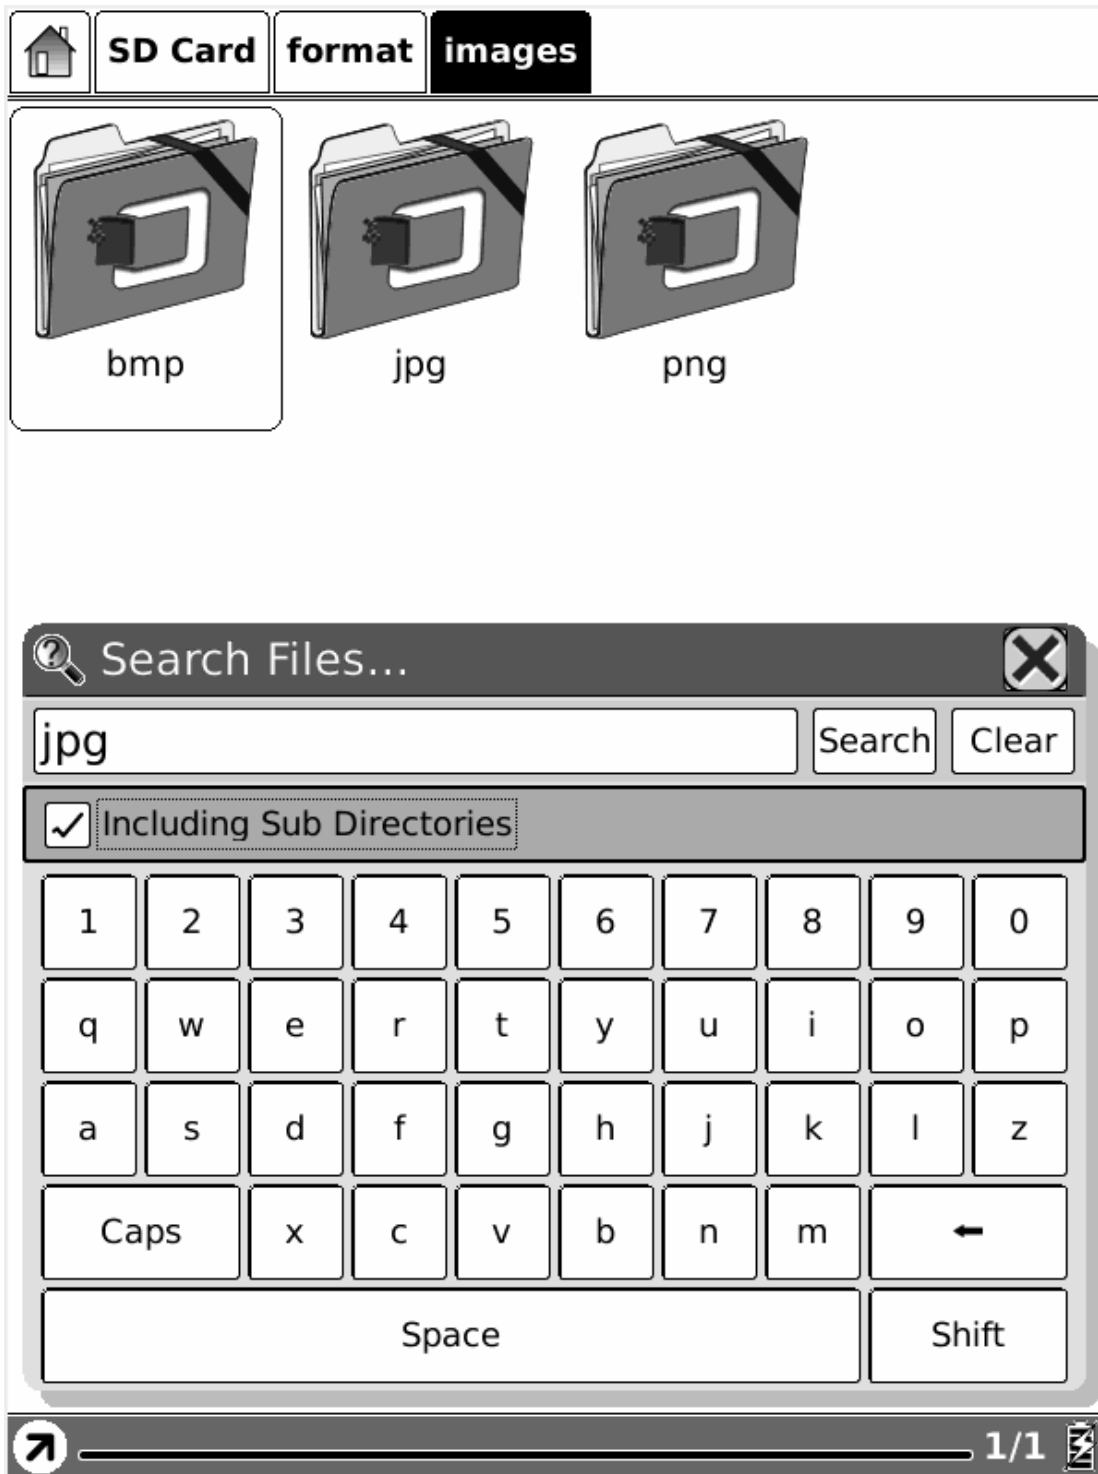 SD Card format images
bmp jpg png
Search Files...
jpg Search Clear
Including Sub Directories
1 2 3 4 5 6 7 8 9 0
q w e r t y u i o p
a s d f g h j k l z
Caps x c v b n m
Space Shift
1/1